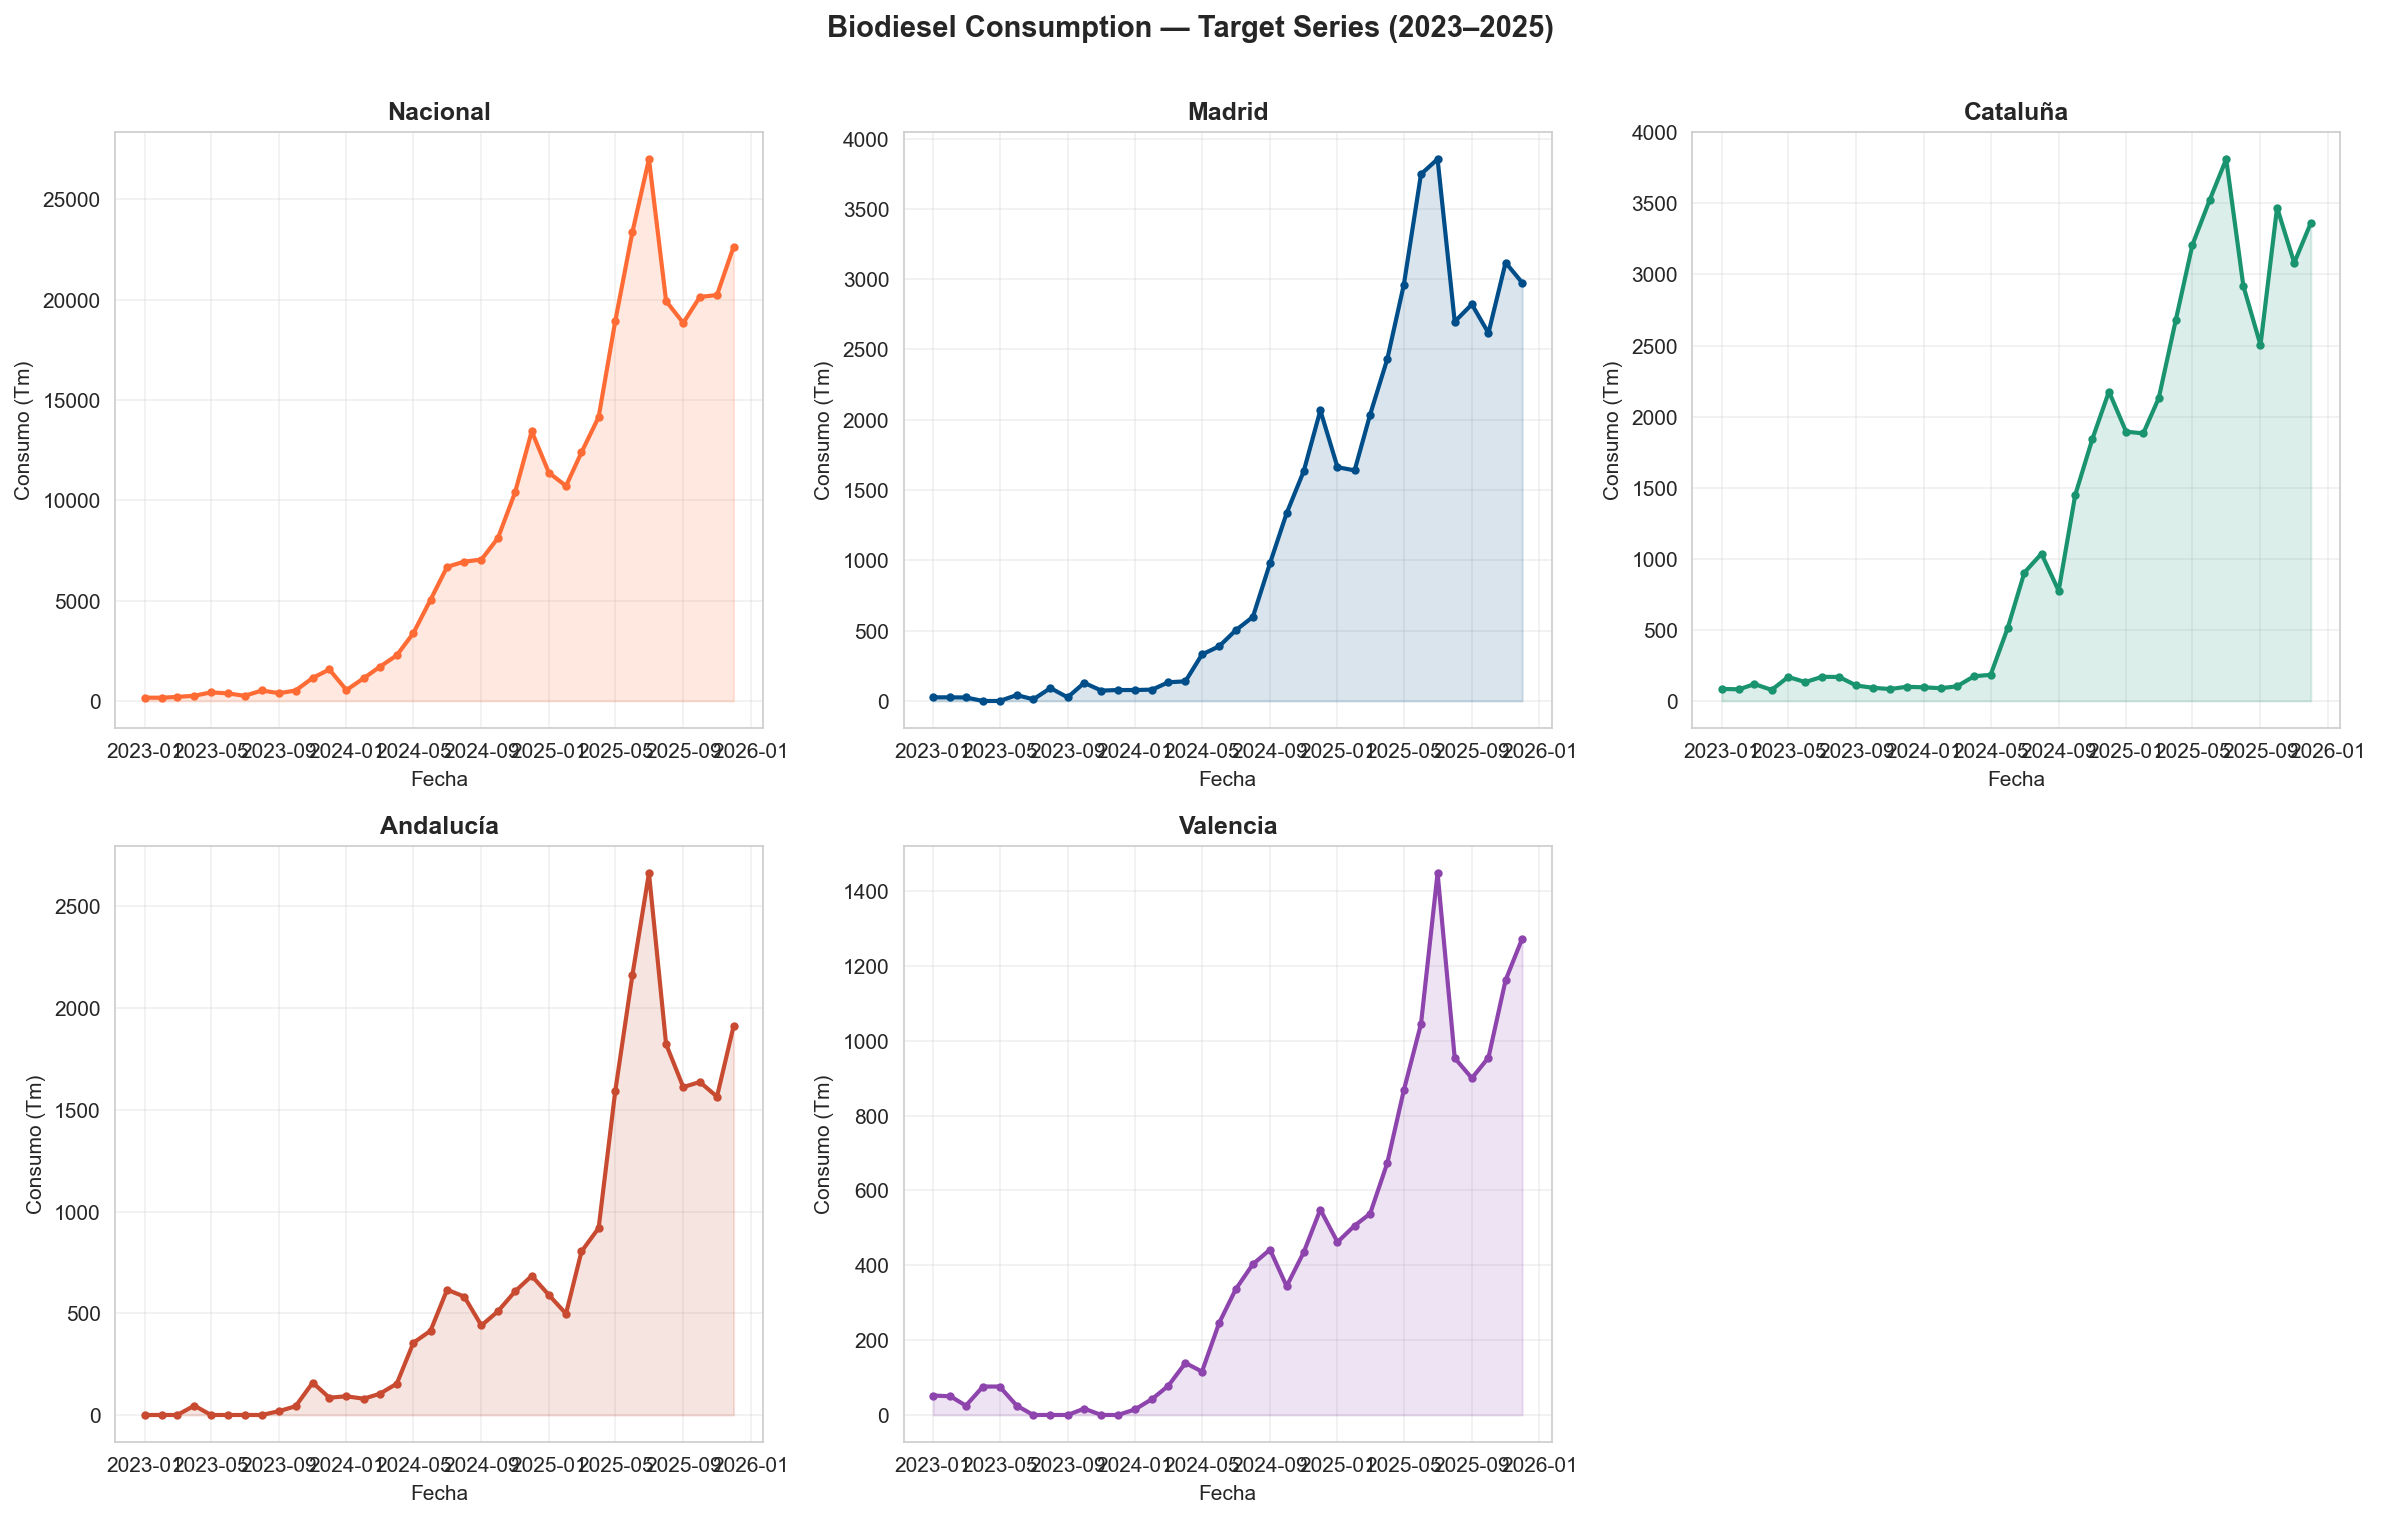 Biodiesel Consumption — Target Series (2023–2025)
Nacional
Consumo (Tm)
25000
20000
15000
10000
5000
0
2023-01 2023-05 2023-09 2024-01 2024-05 2024-09 2025-01 2025-05 2025-09 2026-01
Fecha
Madrid
Consumo (Tm)
4000
3500
3000
2500
2000
1500
1000
500
0
2023-01 2023-05 2023-09 2024-01 2024-05 2024-09 2025-01 2025-05 2025-09 2026-01
Fecha
Cataluña
Consumo (Tm)
4000
3500
3000
2500
2000
1500
1000
500
0
2023-01 2023-05 2023-09 2024-01 2024-05 2024-09 2025-01 2025-05 2025-09 2026-01
Fecha
Andalucía
Consumo (Tm)
2500
2000
1500
1000
500
0
2023-01 2023-05 2023-09 2024-01 2024-05 2024-09 2025-01 2025-05 2025-09 2026-01
Fecha
Valencia
Consumo (Tm)
1400
1200
1000
800
600
400
200
0
2023-01 2023-05 2023-09 2024-01 2024-05 2024-09 2025-01 2025-05 2025-09 2026-01
Fecha